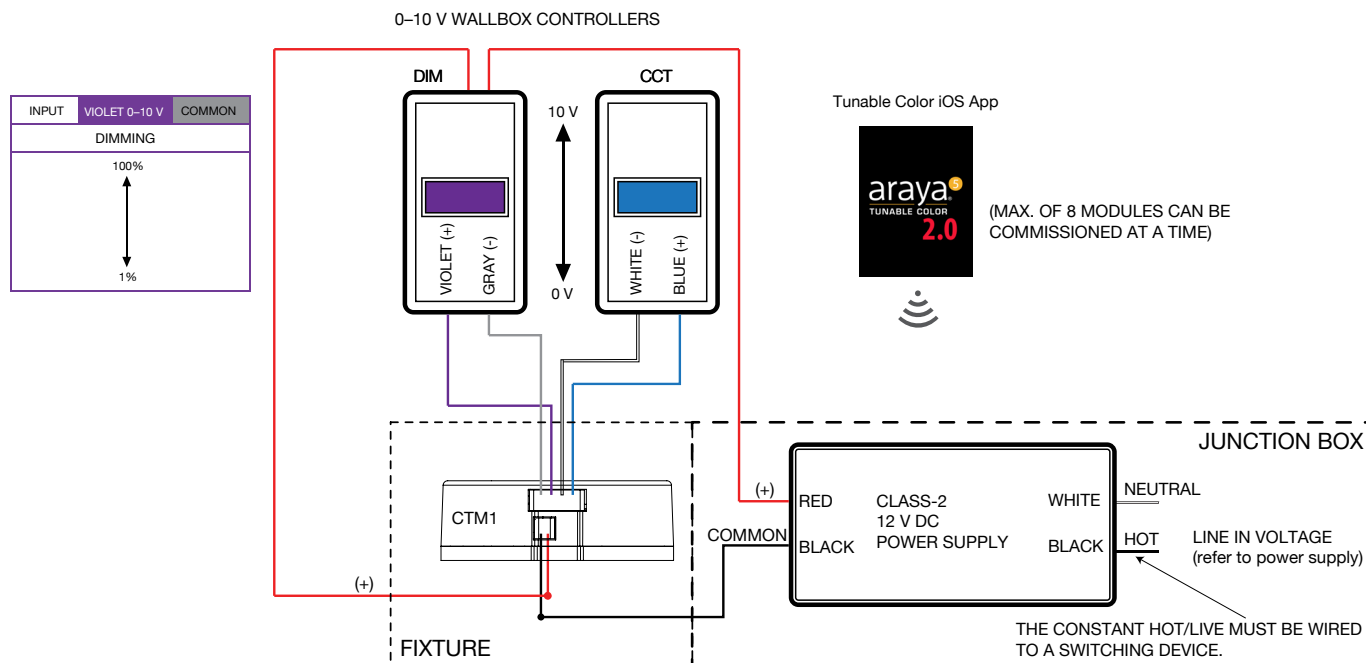 0–10 V WALLBOX CONTROLLERS
DIM
CCT
INPUT
VIOLET 0–10 V
COMMON
DIMMING
100%
1%
10 V
0 V
VIOLET (+)
GRAY (-)
WHITE (-)
BLUE (+)
Tunable Color iOS App
araya 5
TUNABLE COLOR
2.0
(MAX. OF 8 MODULES CAN BE
COMMISSIONED AT A TIME)
JUNCTION BOX
CTM1
(+)
FIXTURE
(+)
COMMON
RED
BLACK
CLASS-2
12 V DC
POWER SUPPLY
WHITE
BLACK
NEUTRAL
HOT
LINE IN VOLTAGE
(refer to power supply)
THE CONSTANT HOT/LIVE MUST BE WIRED
TO A SWITCHING DEVICE.